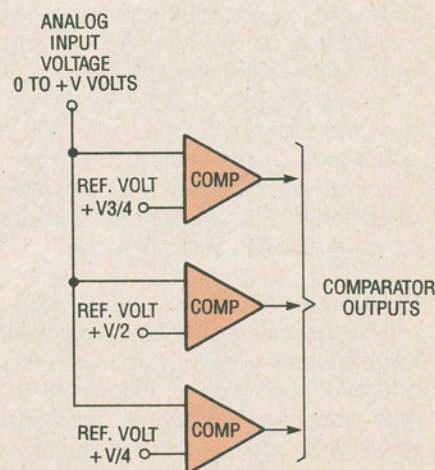 ANALOG
INPUT
VOLTAGE
0 TO +V VOLTS
COMP
REF. VOLT
+V3/4
COMP
REF. VOLT
+V/2
COMPARATOR
OUTPUTS
COMP
REF. VOLT
+V/4